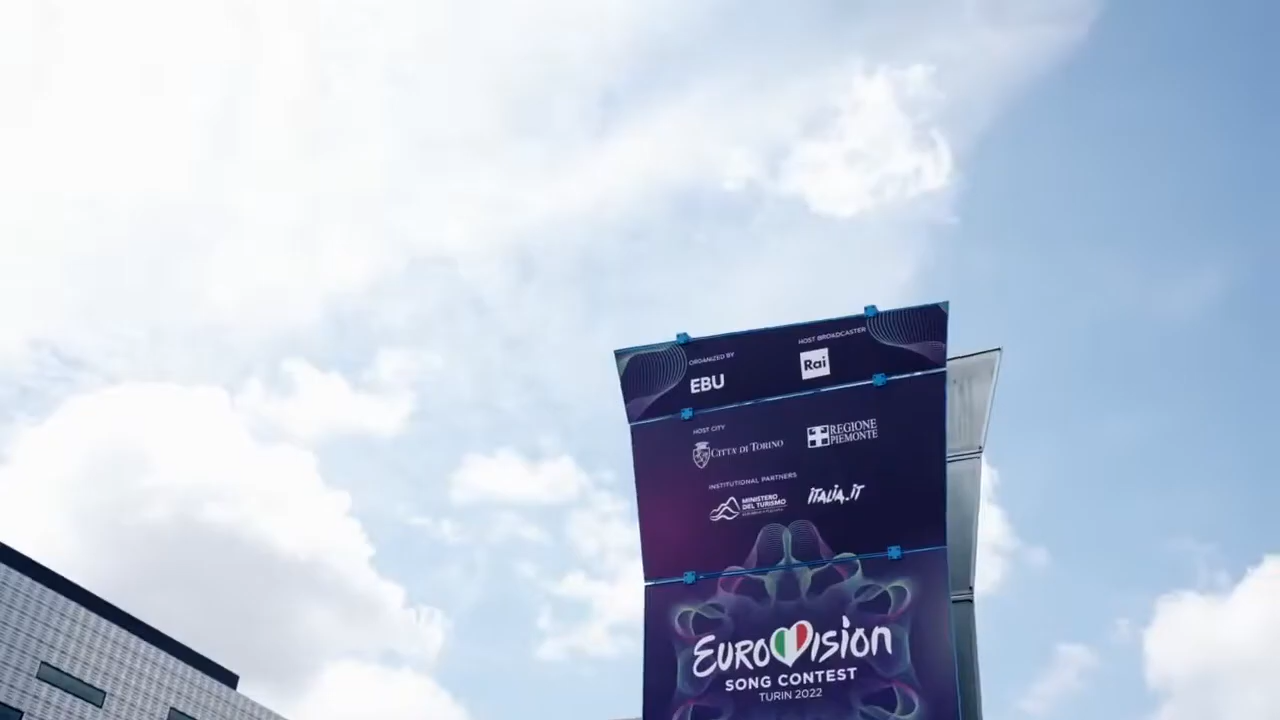 ORGANIZED BY
HOST BROADCASTER
EBU
Rai
HOST CITY
CITTA' DI TORINO
REGIONE
PIEMONTE
INSTITUTIONAL PARTNERS
MINISTERO
DEL TURISMO
ITALIA.IT
EUROVISION
SONG CONTEST
TURIN 2022